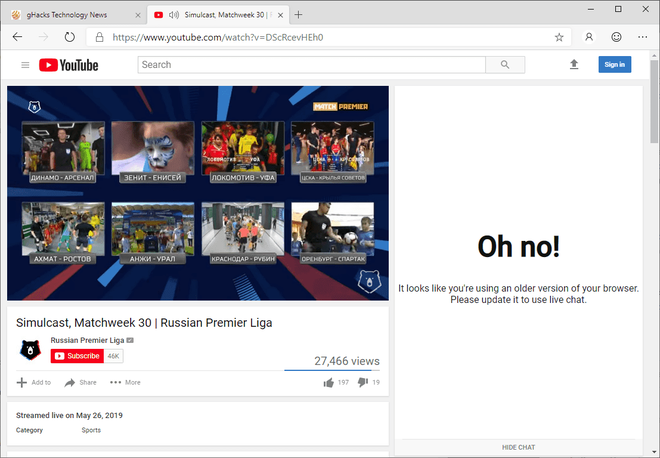 gHacks Technology News
Simulcast, Matchweek 30 | R
https://www.youtube.com/watch?v=DScRcevHEh0
YouTube
Search
Sign in
MATCH PREMIER
ДИНАМО - АРСЕНАЛ
ЗЕНИТ - ЕНИСЕЙ
ЛОКОМОТИВ - УФА
ЦСКА - КРЫЛЬЯ СОВЕТОВ
АХМАТ - РОСТОВ
АНЖИ - УРАЛ
КРАСНОДАР - РУБИН
ОРЕНБУРГ - СПАРТАК
Oh no!
It looks like you're using an older version of your browser.
Please update it to use live chat.
Simulcast, Matchweek 30 | Russian Premier Liga
Russian Premier Liga
Subscribe 46K
27,466 views
Add to Share More 197 19
Streamed live on May 26, 2019
Category Sports
HIDE CHAT